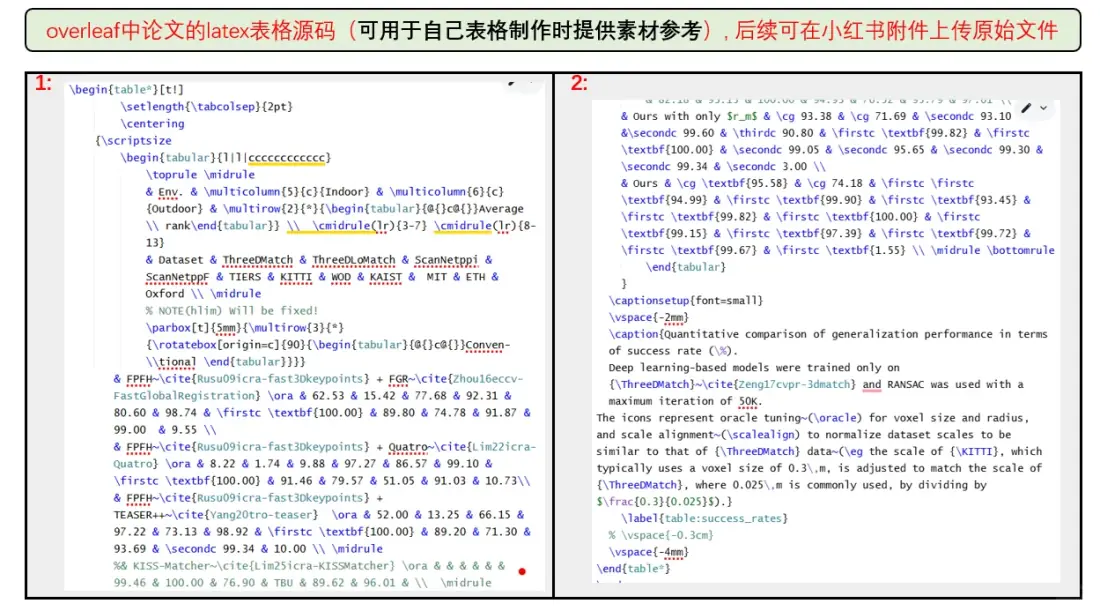 overleaf中论文的latex表格源码（可用于自己表格制作时提供素材参考）, 后续可在小红书附件上传原始文件
1:
\begin{table*}[t!]
\setlength{\tabcolsep}{2pt}
\centering
{\scriptsize
\begin{tabular}{l|l|cccccccccccc}
\toprule \midrule
& Env. & \multicolumn{5}{c}{Indoor} & \multicolumn{6}{c}
{Outdoor} & \multirow{2}{*}{\begin{tabular}{@{}c@{}}Average
\\ rank\end{tabular}} \\ \cmidrule(lr){3-7} \cmidrule(lr){8-
13}
& Dataset & ThreeDMatch & ThreeDLoMatch & ScanNetppi &
ScanNetppF & TIERS & KITTI & WOD & KAIST & MIT & ETH &
Oxford \\ \midrule
% NOTE(hlim) Will be fixed!
\parbox[t]{5mm}{\multirow{3}{*}
{\rotatebox[origin=c]{90}{\begin{tabular}{@{}c@{}}Conven-
\\tional \end{tabular}}}}
& FPFH~\cite{Rusu09icra-fast3Dkeypoints} + FGR~\cite{Zhou16eccv-
FastGlobalRegistration} \ora & 62.53 & 15.42 & 77.68 & 92.31 &
80.60 & 98.74 & \firstc \textbf{100.00} & 89.80 & 74.78 & 91.87 &
99.00 & 9.55 \\
& FPFH~\cite{Rusu09icra-fast3Dkeypoints} + Quatro~\cite{Lim22icra-
Quatro} \ora & 8.22 & 1.74 & 9.88 & 97.27 & 86.57 & 99.10 &
\firstc \textbf{100.00} & 91.46 & 79.57 & 51.05 & 91.03 & 10.73\\
& FPFH~\cite{Rusu09icra-fast3Dkeypoints} +
TEASER++~\cite{Yang20tro-teaser} \ora & 52.00 & 13.25 & 66.15 &
97.22 & 73.13 & 98.92 & \firstc \textbf{100.00} & 89.20 & 71.30 &
93.69 & \secondc 99.34 & 10.00 \\ \midrule
%& KISS-Matcher~\cite{Lim25icra-KISSMatcher} \ora & & & & & &
99.46 & 100.00 & 76.90 & TBU & 89.62 & 96.01 & \\ \midrule
2:
& Ours with only $r_m$ & \cg 93.38 & \cg 71.69 & \secondc 93.10
&\secondc 99.60 & \thirdc 90.80 & \firstc \textbf{99.82} & \firstc
\textbf{100.00} & \secondc 99.05 & \secondc 95.65 & \secondc 99.30 &
\secondc 99.34 & \secondc 3.00 \\
& Ours & \cg \textbf{95.58} & \cg 74.18 & \firstc \firstc
\textbf{94.99} & \firstc \textbf{99.90} & \firstc \textbf{93.45} &
\firstc \textbf{99.82} & \firstc \textbf{100.00} & \firstc
\textbf{99.15} & \firstc \textbf{97.39} & \firstc \textbf{99.72} &
\firstc \textbf{99.67} & \firstc \textbf{1.55} \\ \midrule \bottomrule
\end{tabular}
}
\captionsetup{font=small}
\vspace{-2mm}
\caption{Quantitative comparison of generalization performance in terms
of success rate (\%).
Deep learning-based models were trained only on
{\ThreeDMatch}~\cite{Zeng17cvpr-3dmatch} and RANSAC was used with a
maximum iteration of 50K.
The icons represent oracle tuning~(\oracle) for voxel size and radius,
and scale alignment~(\scalealign) to normalize dataset scales to be
similar to that of {\ThreeDMatch} data~(\eg the scale of {\KITTI}, which
typically uses a voxel size of 0.3\,m, is adjusted to match the scale of
{\ThreeDMatch}, where 0.025\,m is commonly used, by dividing by
$\frac{0.3}{0.025}$).}
\label{table:success_rates}
% \vspace{-0.3cm}
\vspace{-4mm}
\end{table*}